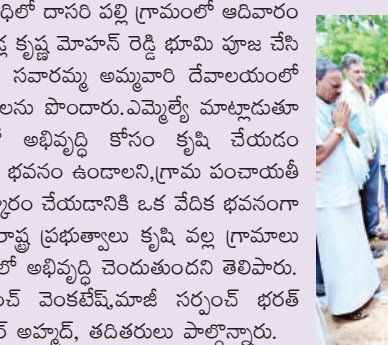 ధిలో దాసరి పల్లి గ్రామంలో ఆదివారం
కృష్ణ మోహన్ రెడ్డి భూమి పూజ చేసి
సవారమ్మ అమ్మవారి దేవాలయంలో
లను పొందారు.ఎమ్మెల్యే మాట్లాడుతూ
అభివృద్ధి కోసం కృషి చేయడం
భవనం ఉండాలని,గ్రామ పంచాయతీ
కారం చేయడానికి ఒక వేదిక భవనంగా
రాష్ట్ర ప్రభుత్వాలు కృషి వల్ల గ్రామాలు
లో అభివృద్ధి చెందుతుందని తెలిపారు.
ంచ్ వెంకటేష్,మాజీ సర్పంచ్ భరత్
అహ్మద్, తదితరులు పాల్గొన్నారు.